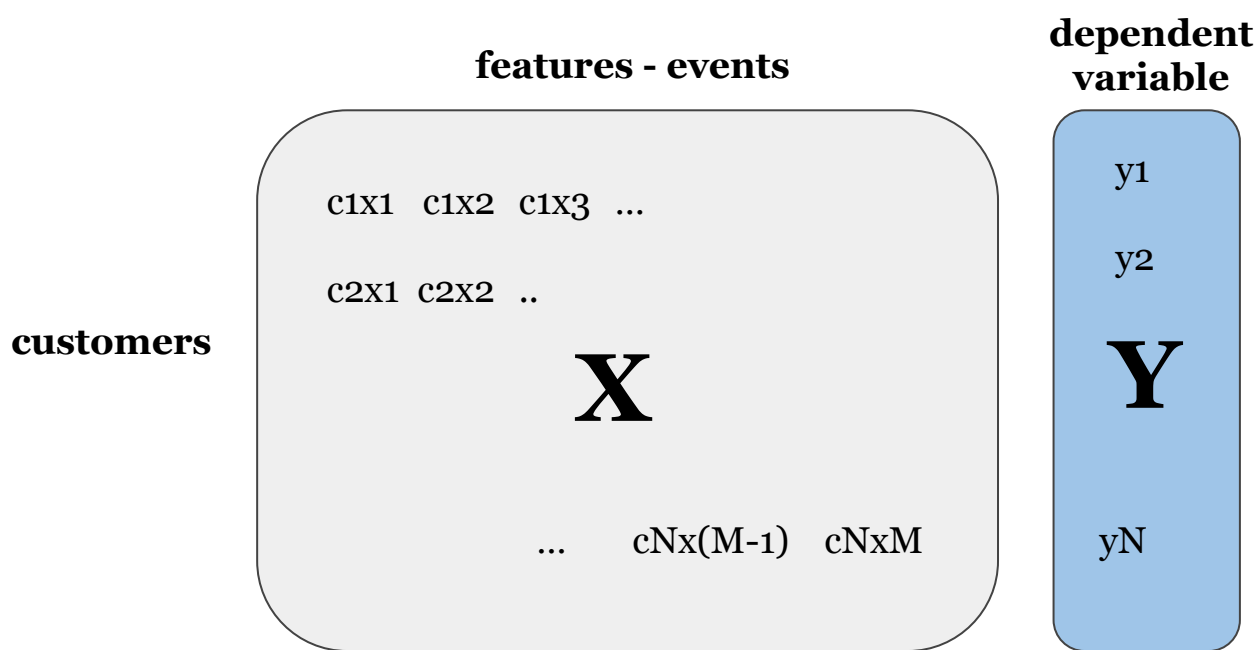 dependent
variable
features - events
c1x1 c1x2 c1x3 ...
y1
c2x1 c2x2 ..
y2
customers
X
Y
... cNx(M-1) cNxM
yN